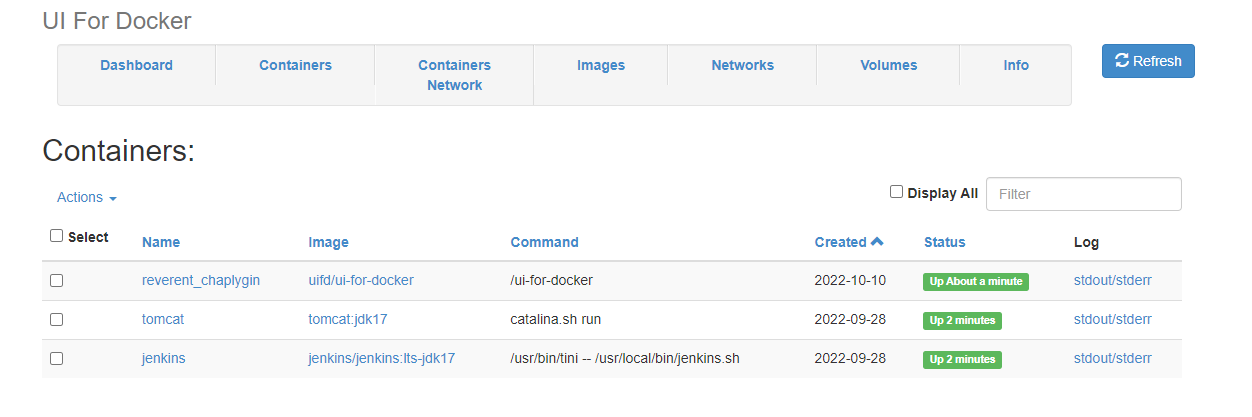 UI For Docker
Dashboard Containers Containers Network Images Networks Volumes Info Refresh
Containers:
Actions Display All Filter
Select Name Image Command Created Status Log
reverent_chaplygin uifd/ui-for-docker /ui-for-docker 2022-10-10 Up About a minute stdout/stderr
tomcat tomcat:jdk17 catalina.sh run 2022-09-28 Up 2 minutes stdout/stderr
jenkins jenkins/jenkins:lts-jdk17 /usr/bin/tini -- /usr/local/bin/jenkins.sh 2022-09-28 Up 2 minutes stdout/stderr